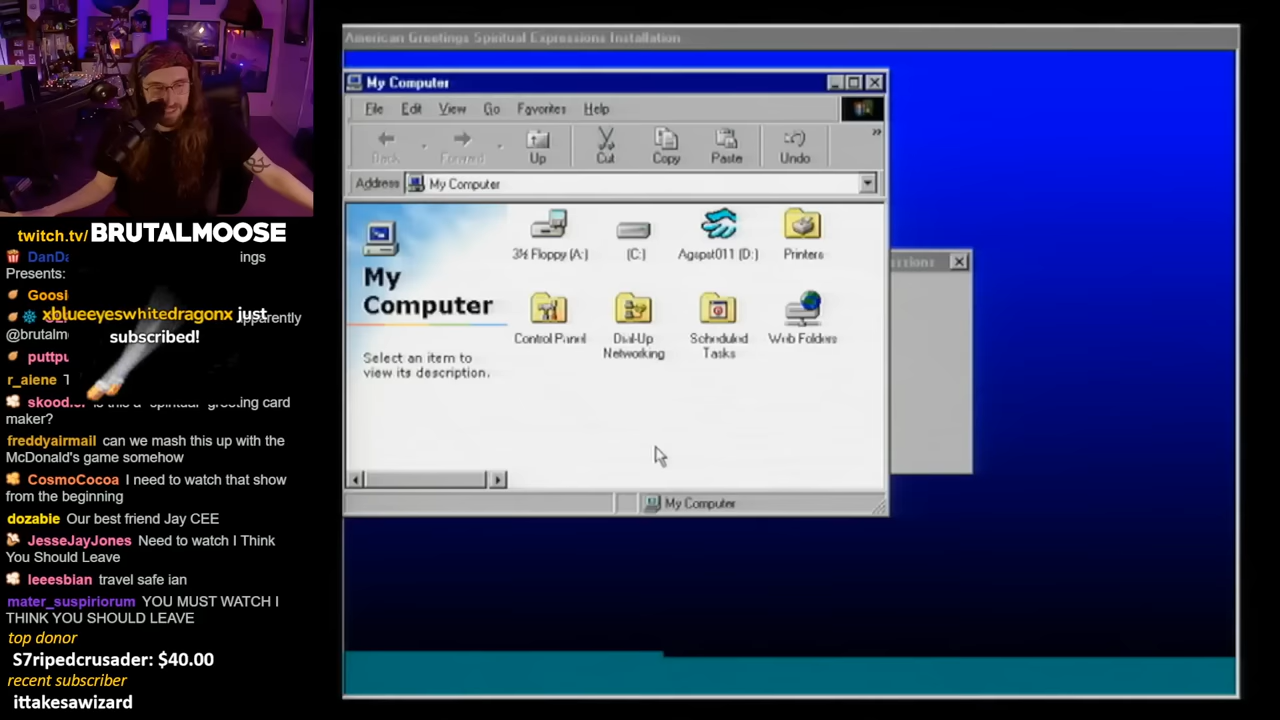 twitch.tv/BRUTALMOOSE
DanDa ings
Presents:
Goosi
xblueeyeswhitedragonx just
subscribed!
apparently
@brutalm
puttpu
r_alene T
skood is this a "spiritual" greeting card
maker?
freddyairmail can we mash this up with the
McDonald's game somehow
CosmoCocoa I need to watch that show
from the beginning
dozable Our best friend Jay CEE
JesseJayJones Need to watch I Think
You Should Leave
leeesbian travel safe ian
mater_suspiriorum YOU MUST WATCH I
THINK YOU SHOULD LEAVE
top donor
S7ripedcrusader: $40.00
recent subscriber
ittakesawizard
American Greetings Spiritual Expressions Installation
My Computer
File Edit View Go Favorites Help
Back Forward Up Cut Copy Paste Undo »
Address My Computer
My
Computer
Select an item to
view its description.
3½ Floppy (A:) (C:) Agspst011 (D:) Printers
Control Panel Dial-Up
Networking Scheduled
Tasks Web Folders
My Computer
ssions